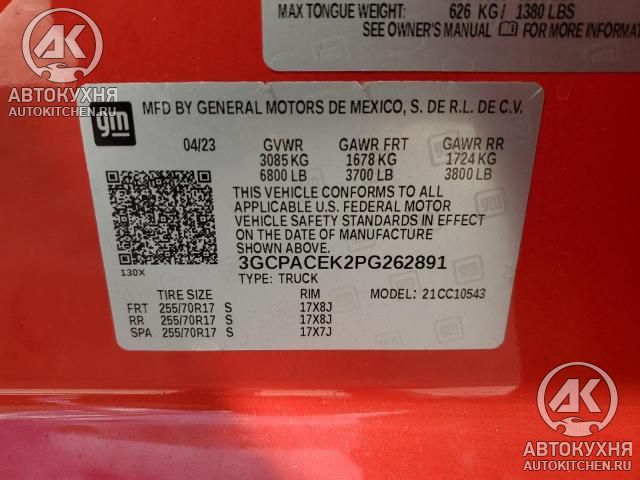 MAX TONGUE WEIGHT: 626 KG / 1380 LBS
SEE OWNER'S MANUAL FOR MORE INFORMATION
AK
АВТОКУХНЯ
AUTOKITCHEN.RU
gm
MFD BY GENERAL MOTORS DE MEXICO, S. DE R.L. DE C.V.
04/23 GVWR GAWR FRT GAWR RR
3085 KG 1678 KG 1724 KG
6800 LB 3700 LB 3800 LB
THIS VEHICLE CONFORMS TO ALL
APPLICABLE U.S. FEDERAL MOTOR
VEHICLE SAFETY STANDARDS IN EFFECT
ON THE DATE OF MANUFACTURE
SHOWN ABOVE.
130X
3GCPACEK2PG262891
TYPE: TRUCK MODEL: 21CC10543
TIRE SIZE RIM
FRT 255/70R17 S 17X8J
RR 255/70R17 S 17X8J
SPA 255/70R17 S 17X7J
AK
АВТОКУХНЯ
AUTOKITCHEN.RU